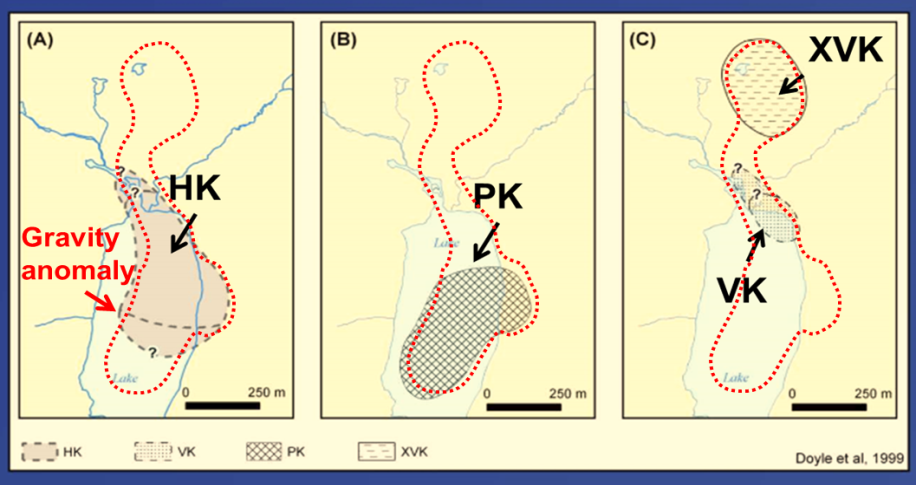 (A)
?
?
HK
Gravity
anomaly
?
Lake
0 250 m
(B)
PK
Lake
0 250 m
(C)
XVK
?
?
VK
Lake
0 250 m
HK VK PK XVK
Doyle et al, 1999